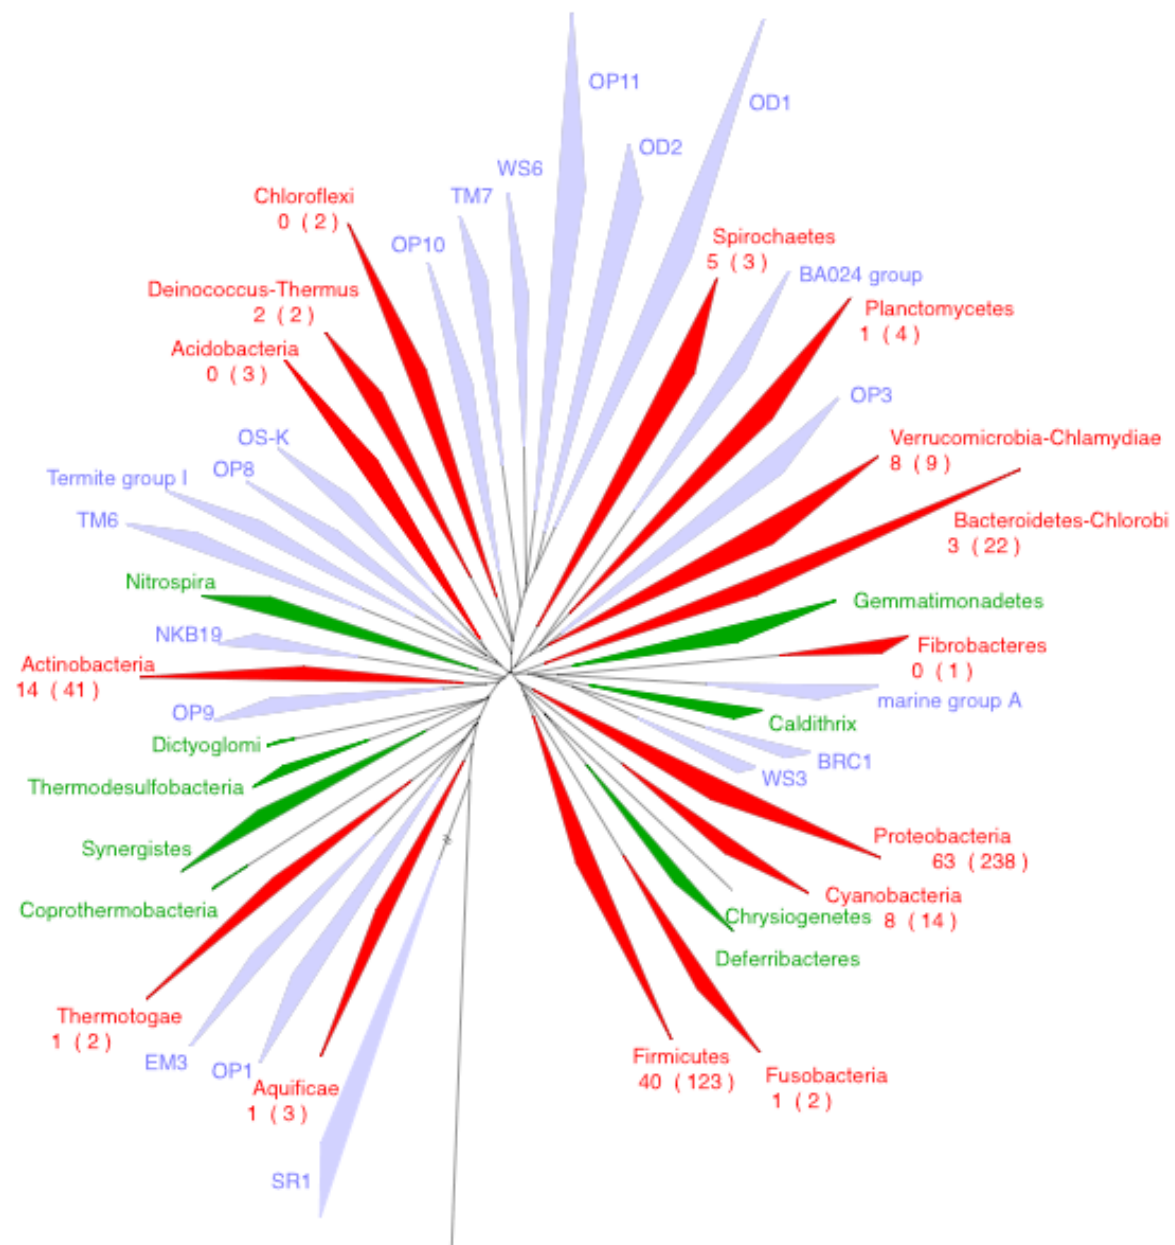 OP11
OD1
OD2
WS6
TM7
Chloroflexi
0 ( 2 )
OP10
Spirochaetes
5 ( 3 )
BA024 group
Planctomycetes
1 ( 4 )
Deinococcus-Thermus
2 ( 2 )
Acidobacteria
0 ( 3 )
OP3
Verrucomicrobia-Chlamydiae
8 ( 9 )
OS-K
OP8
Termite group I
TM6
Bacteroidetes-Chlorobi
3 ( 22 )
Nitrospira
Gemmatimonadetes
NKB19
Fibrobacteres
0 ( 1 )
Actinobacteria
14 ( 41 )
marine group A
OP9
Caldithrix
Dictyoglomi
BRC1
WS3
Thermodesulfobacteria
Proteobacteria
63 ( 238 )
Synergistes
Cyanobacteria
8 ( 14 )
Coprothermobacteria
Chrysiogenetes
Deferribacteres
Thermotogae
1 ( 2 )
EM3
OP1
Aquificae
1 ( 3 )
Firmicutes
40 ( 123 )
Fusobacteria
1 ( 2 )
SR1